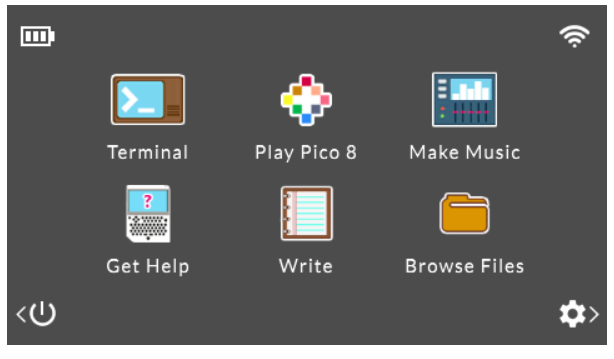 Terminal
Play Pico 8
Make Music
Get Help
Write
Browse Files